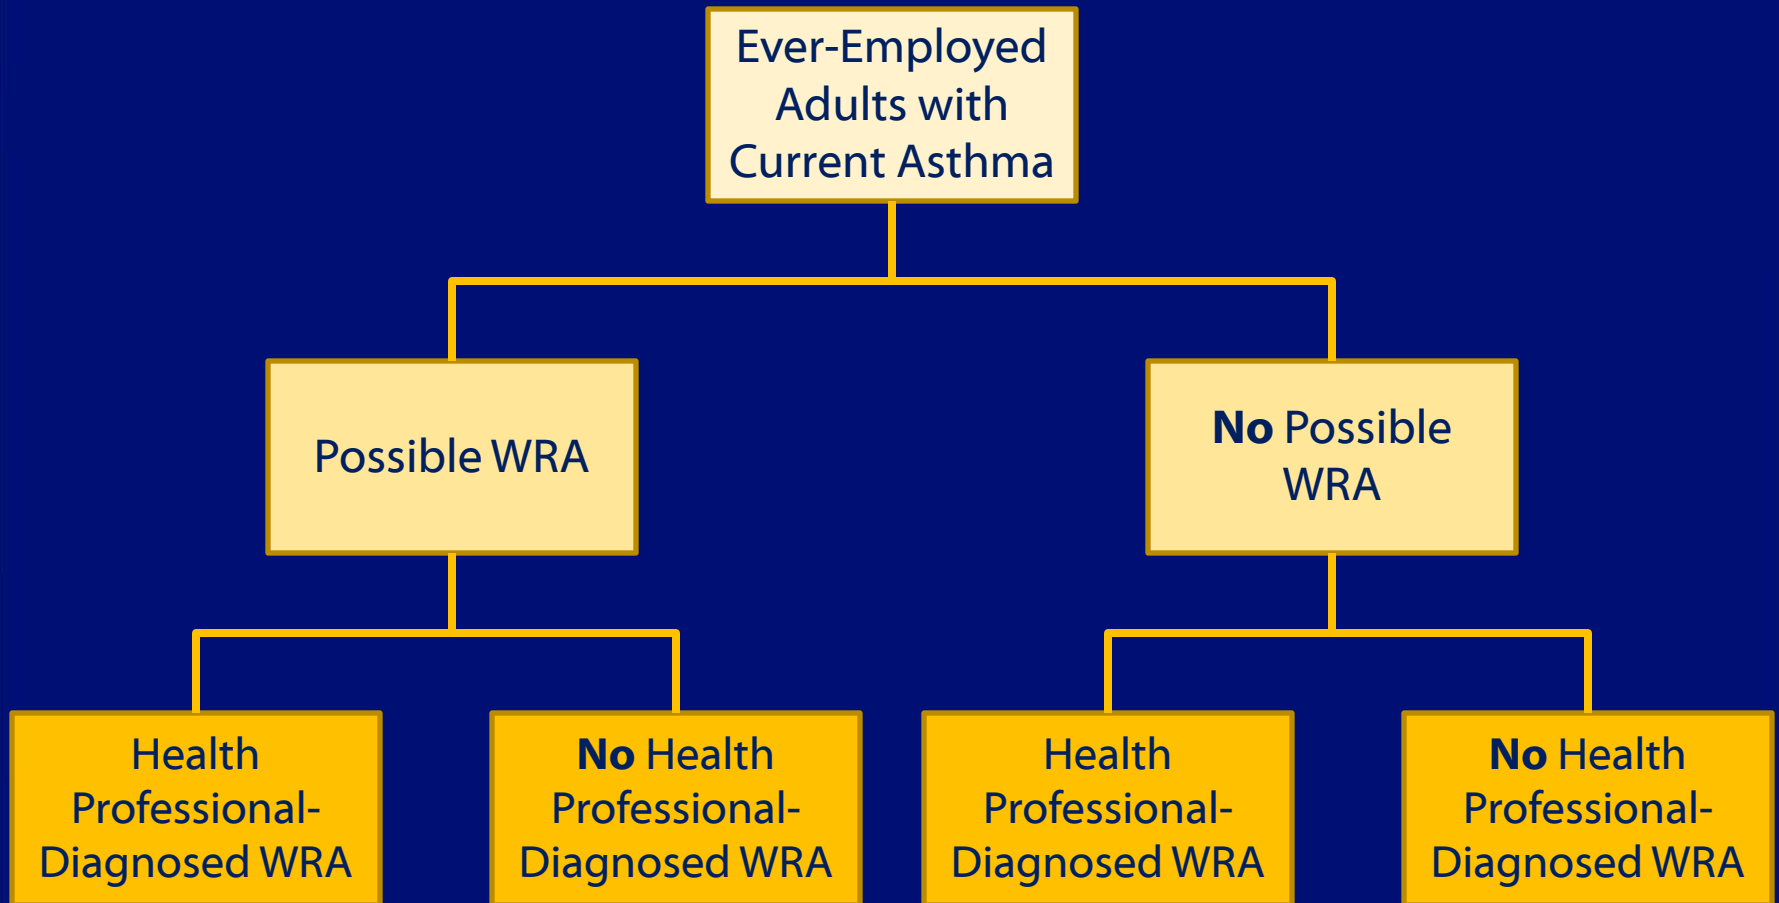 Ever-Employed
Adults with
Current Asthma
Possible WRA
No Possible
WRA
Health
Professional-
Diagnosed WRA
No Health
Professional-
Diagnosed WRA
Health
Professional-
Diagnosed WRA
No Health
Professional-
Diagnosed WRA